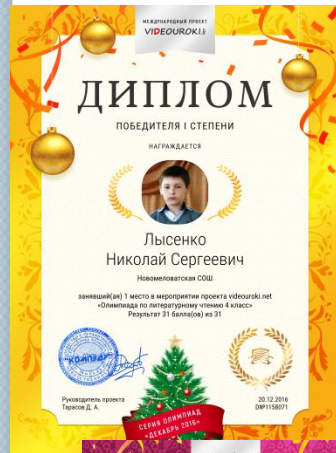 МЕЖДУНАРОДНЫЙ ПРОЕКТ
VIDEOUROKI
ДИПЛОМ
ПОБЕДИТЕЛЯ I СТЕПЕНИ
НАГРАЖДАЕТСЯ
Лысенко
Николай Сергеевич
Новомеловатская СОШ
занявший(ая) 1 место в мероприятии проекта videouroki.net
«Олимпиада по литературному чтению 4 класс»
Результат 31 балла(ов) из 31
"КОМПЭДУ"
Руководитель проекта
Тарасов Д. А.
20.12.2016
СЕРИЯ ОЛИМПИАД
«ДЕКАБРЬ 2016»